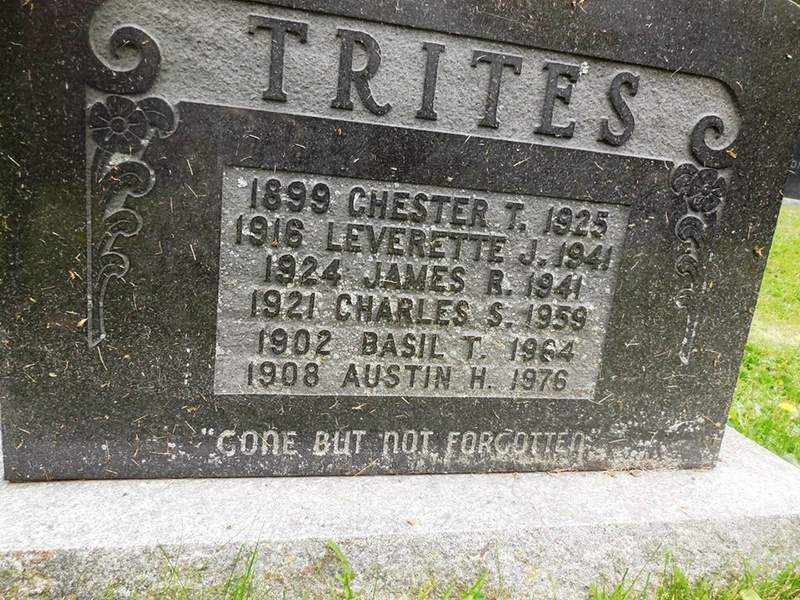 TRITES
1899 CHESTER T. 1925
1916 LEVERETTE J. 1941
1924 JAMES R. 1941
1921 CHARLES S. 1959
1902 BASIL T. 1964
1908 AUSTIN H. 1976
"GONE BUT NOT FORGOTTEN"